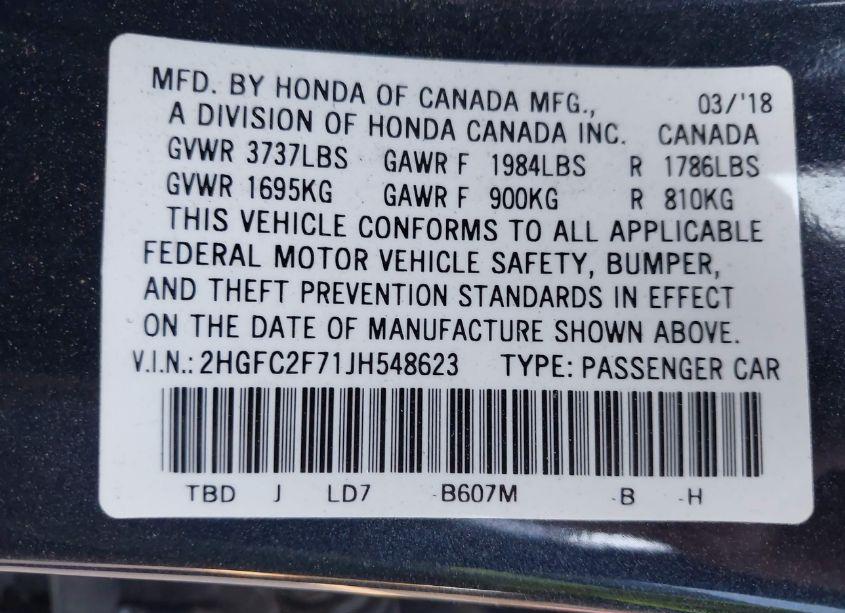 MFD. BY HONDA OF CANADA MFG., 03/'18
A DIVISION OF HONDA CANADA INC. CANADA
GVWR 3737LBS GAWR F 1984LBS R 1786LBS
GVWR 1695KG GAWR F 900KG R 810KG
THIS VEHICLE CONFORMS TO ALL APPLICABLE
FEDERAL MOTOR VEHICLE SAFETY, BUMPER,
AND THEFT PREVENTION STANDARDS IN EFFECT
ON THE DATE OF MANUFACTURE SHOWN ABOVE.
V.I.N.: 2HGFC2F71JH548623 TYPE: PASSENGER CAR
TBD J LD7 -B607M -B -H